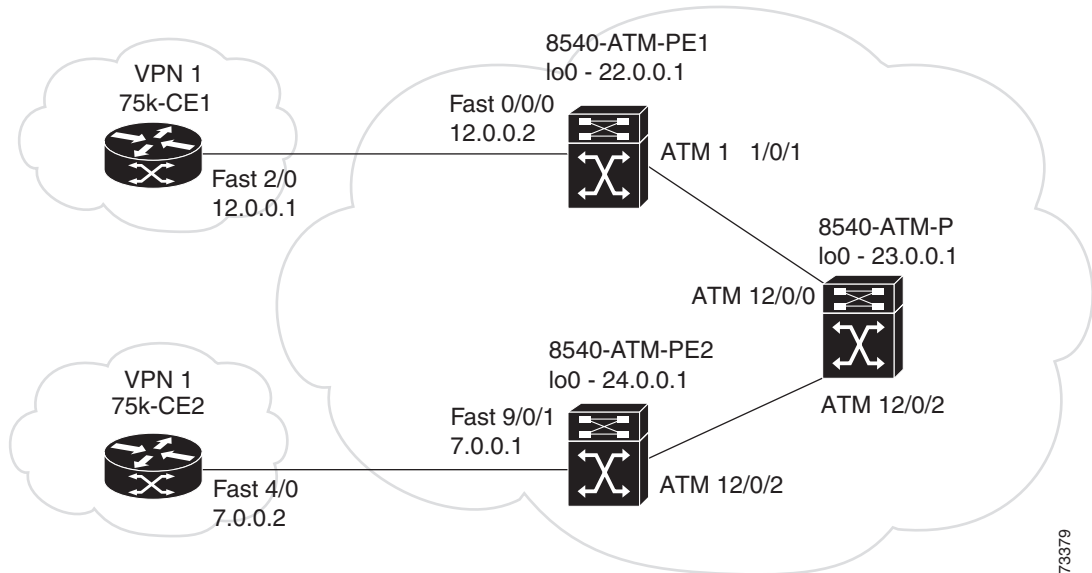 8540-ATM-PE1
lo0 - 22.0.0.1
VPN 1
75k-CE1
Fast 0/0/0
12.0.0.2
ATM 1   1/0/1
Fast 2/0
12.0.0.1
8540-ATM-P
lo0 - 23.0.0.1
ATM 12/0/0
8540-ATM-PE2
lo0 - 24.0.0.1
VPN 1
75k-CE2
Fast 9/0/1
7.0.0.1
ATM 12/0/2
Fast 4/0
7.0.0.2
ATM 12/0/2
73379